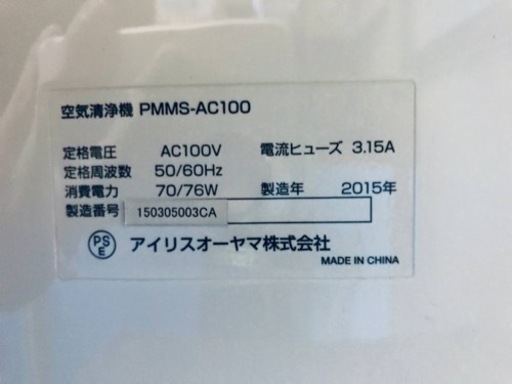 空気清浄機 PMMS-AC100
定格電圧 AC100V 電流ヒューズ 3.15A
定格周波数 50/60Hz
消費電力 70/76W 製造年 2015年
製造番号 150305003CA
PSE アイリスオーヤマ株式会社
MADE IN CHINA